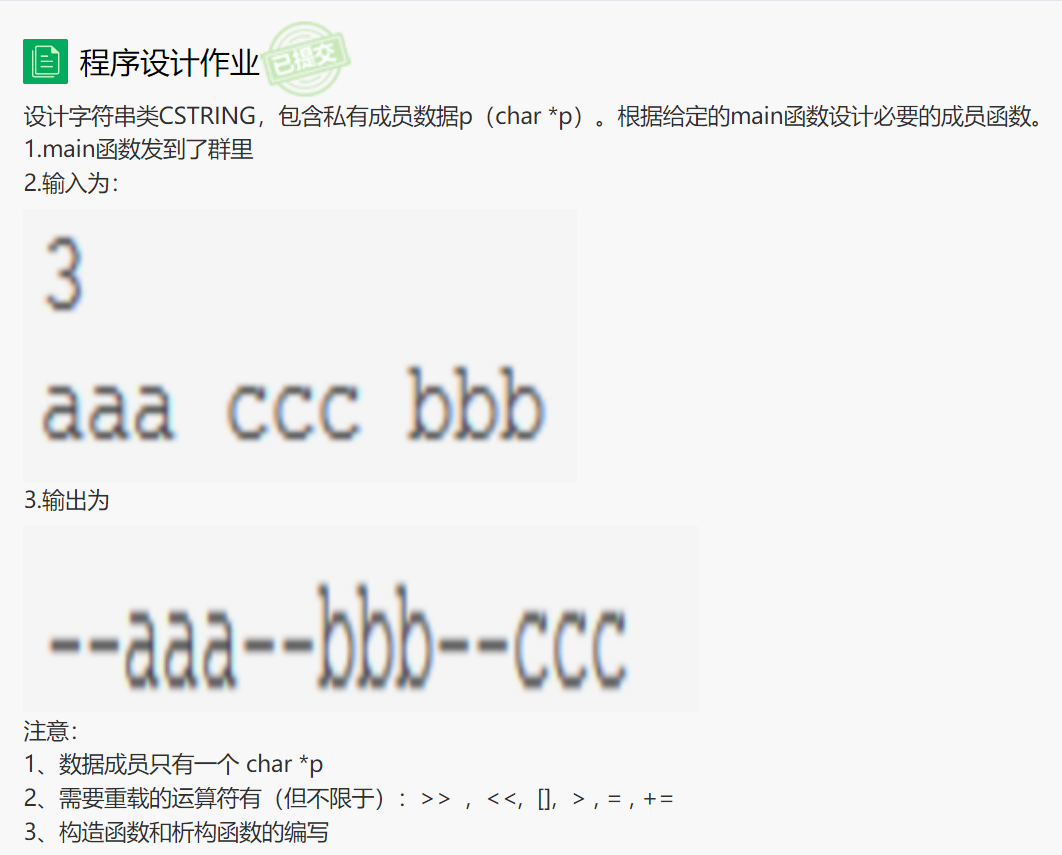 程序设计作业 已提交
设计字符串类CSTRING，包含私有成员数据p（char *p）。根据给定的main函数设计必要的成员函数。
1.main函数发到了群里
2.输入为：
3
aaa ccc bbb
3.输出为
--aaa--bbb--ccc
注意：
1、数据成员只有一个 char *p
2、需要重载的运算符有（但不限于）：>> ，<<，[]，> , = , +=
3、构造函数和析构函数的编写